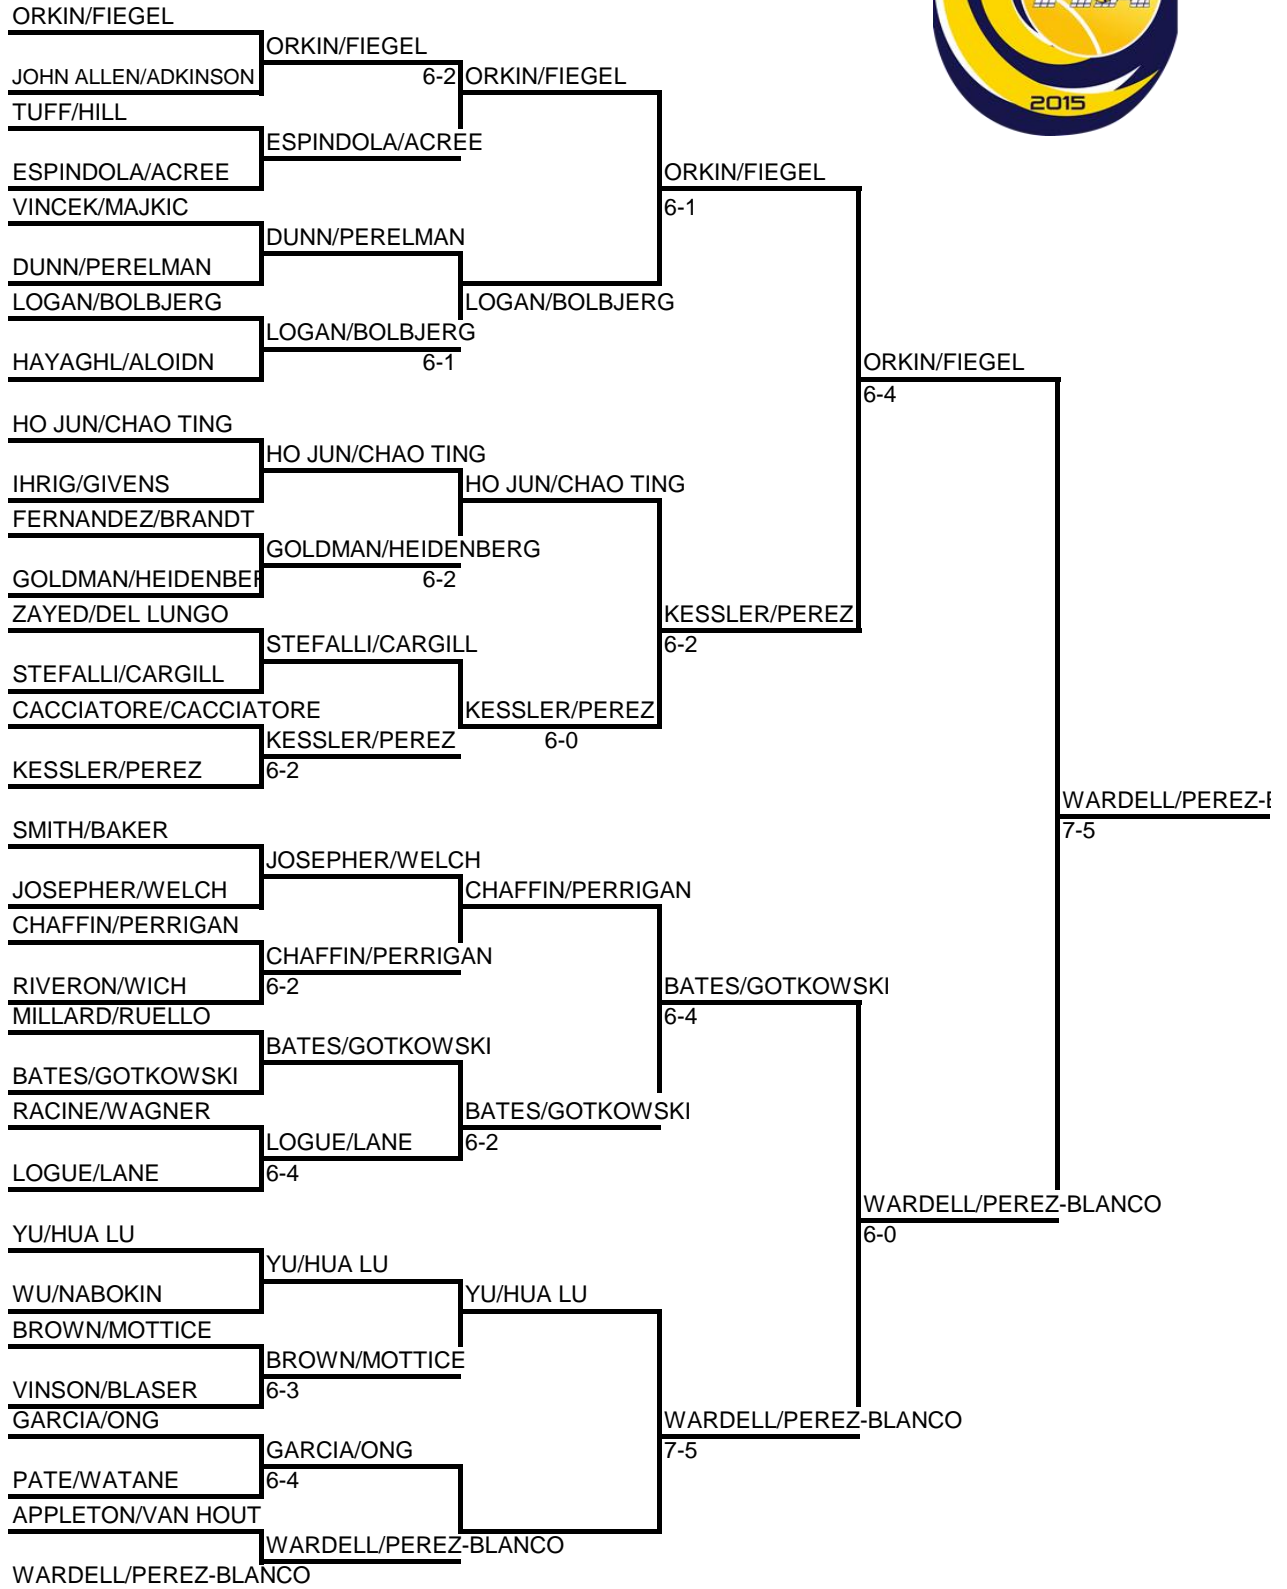 ORKIN/FIEGEL
JOHN ALLEN/ADKINSON
TUFF/HILL
ESPINDOLA/ACREE
VINCEK/MAJKIC
DUNN/PERELMAN
LOGAN/BOLBJERG
HAYAGHL/ALOIDN
HO JUN/CHAO TING
IHRIG/GIVENS
FERNANDEZ/BRANDT
GOLDMAN/HEIDENBER
ZAYED/DEL LUNGO
STEFALLI/CARGILL
CACCIATORE/CACCIATORE
KESSLER/PEREZ
SMITH/BAKER
JOSEPHER/WELCH
CHAFFIN/PERRIGAN
RIVERON/WICH
MILLARD/RUELLO
BATES/GOTKOWSKI
RACINE/WAGNER
LOGUE/LANE
YU/HUA LU
WU/NABOKIN
BROWN/MOTTICE
VINSON/BLASER
GARCIA/ONG
PATE/WATANE
APPLETON/VAN HOUT
WARDELL/PEREZ-BLANCO
ORKIN/FIEGEL
6-2
ESPINDOLA/ACREE
DUNN/PERELMAN
LOGAN/BOLBJERG
6-1
HO JUN/CHAO TING
GOLDMAN/HEIDENBERG
6-2
STEFALLI/CARGILL
KESSLER/PEREZ
6-2
JOSEPHER/WELCH
CHAFFIN/PERRIGAN
6-2
BATES/GOTKOWSKI
LOGUE/LANE
6-4
YU/HUA LU
BROWN/MOTTICE
6-3
GARCIA/ONG
6-4
WARDELL/PEREZ-BLANCO
ORKIN/FIEGEL
LOGAN/BOLBJERG
HO JUN/CHAO TING
KESSLER/PEREZ
6-0
CHAFFIN/PERRIGAN
BATES/GOTKOWSKI
6-2
YU/HUA LU
ORKIN/FIEGEL
6-1
KESSLER/PEREZ
6-2
BATES/GOTKOWSKI
6-4
WARDELL/PEREZ-BLANCO
7-5
ORKIN/FIEGEL
6-4
WARDELL/PEREZ-BLANCO
6-0
WARDELL/PEREZ-
7-5
2015